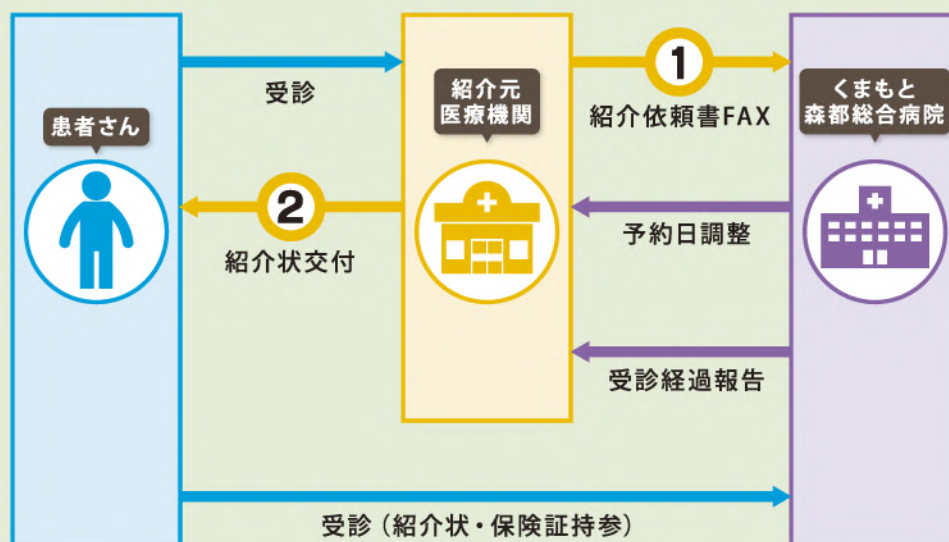 患者さん
受診
紹介元
医療機関
1
紹介依頼書FAX
くまもと
森都総合病院
2
紹介状交付
予約日調整
受診経過報告
受診（紹介状・保険証持参）